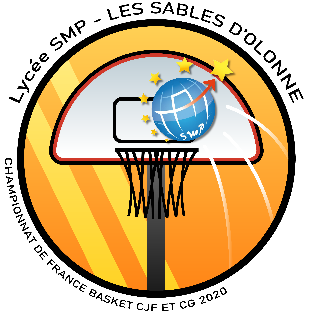 Lycée SMP - LES SABLES D'OLONNE
SMP
CHAMPIONNAT DE FRANCE BASKET CJF ET CG 2020